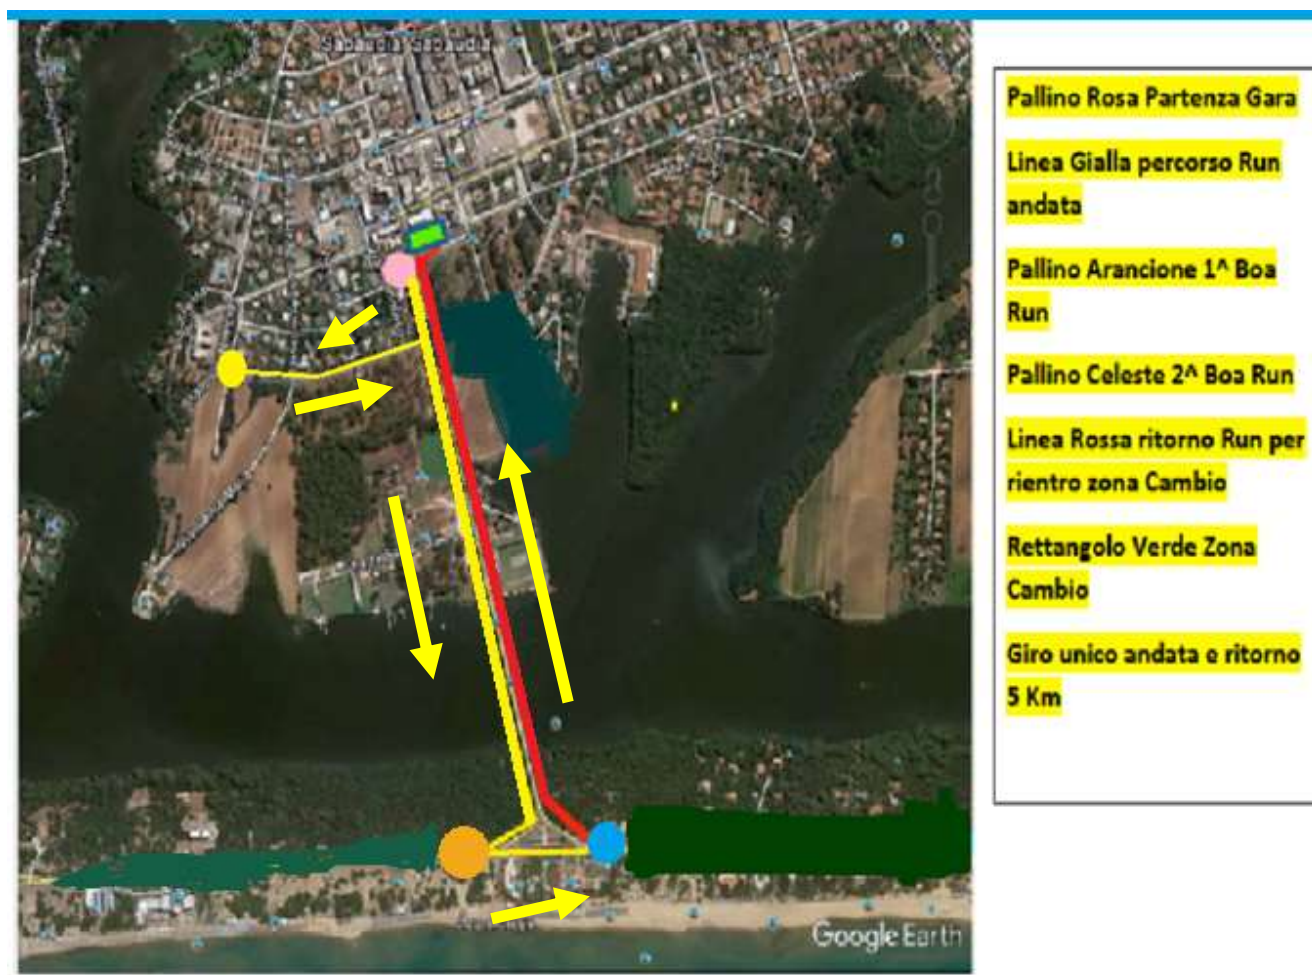 Sabaudia Sabaudia
Pallino Rosa Partenza Gara
Linea Gialla percorso Run
andata
Pallino Arancione 1^ Boa
Run
Pallino Celeste 2^ Boa Run
Linea Rossa ritorno Run per
rientro zona Cambio
Rettangolo Verde Zona
Cambio
Giro unico andata e ritorno
5 Km
Google Earth